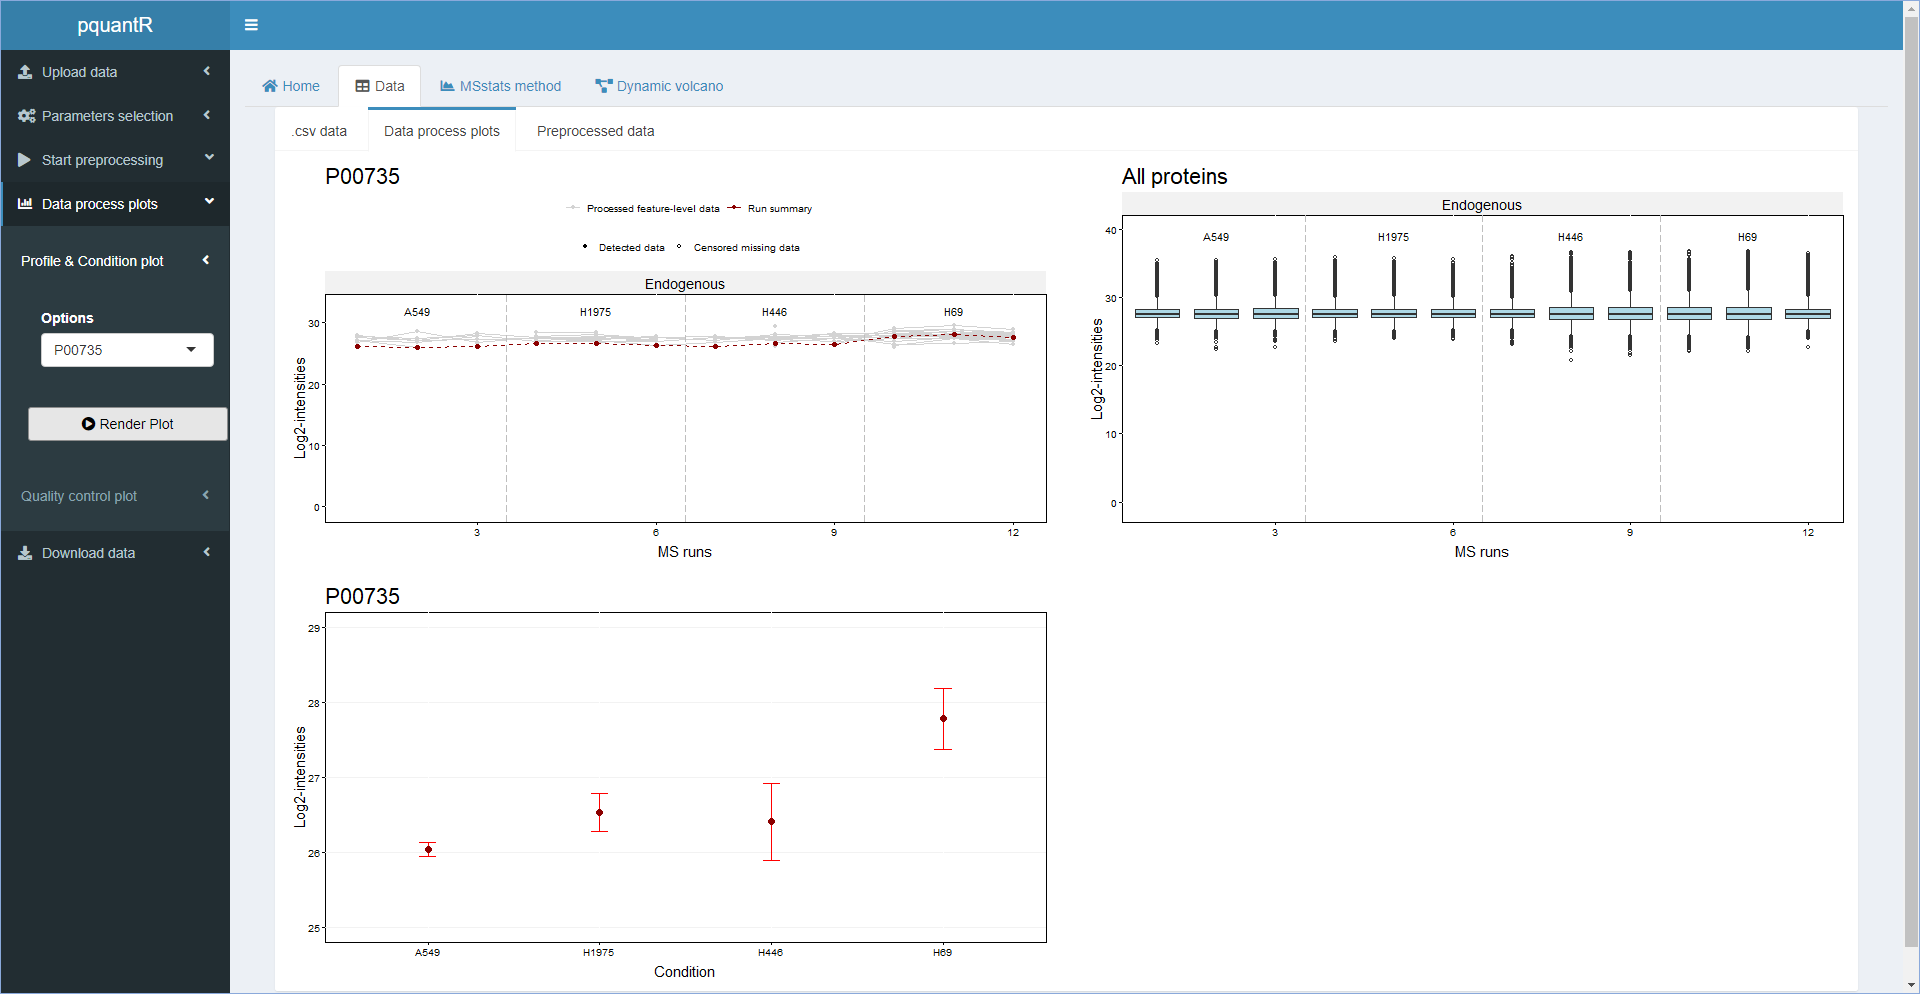 pquantR
Upload data
Parameters selection
Start preprocessing
Data process plots
Profile & Condition plot
Options
P00735
Render Plot
Quality control plot
Download data
Home
Data
MSstats method
Dynamic volcano
.csv data
Data process plots
Preprocessed data
P00735
Processed feature-level data
Run summary
Detected data
Censored missing data
Endogenous
A549
H1975
H446
H69
30
20
10
0
Log2-intensities
3
6
9
12
MS runs
All proteins
Endogenous
A549
H1975
H446
H69
40
30
20
10
0
Log2-intensities
3
6
9
12
MS runs
P00735
29
28
27
26
25
Log2-intensities
A549
H1975
H446
H69
Condition